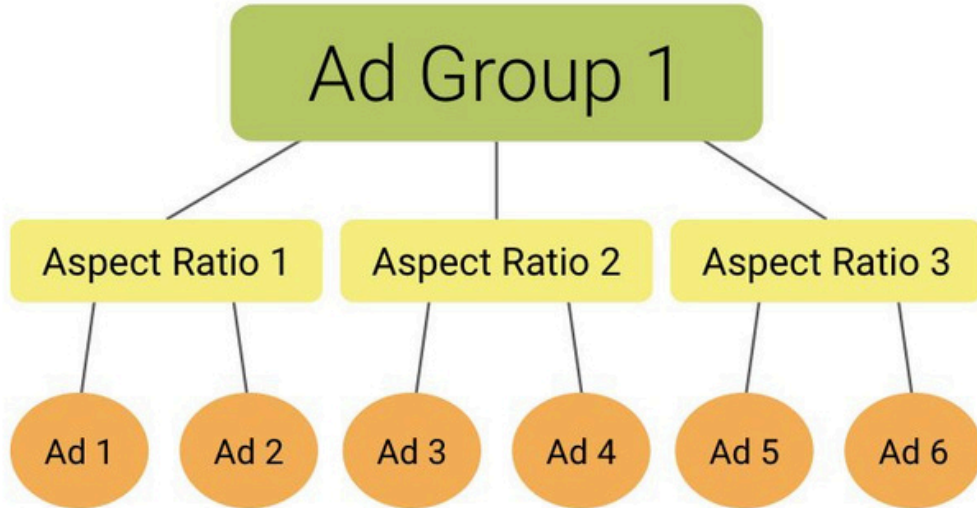 Ad Group 1
Aspect Ratio 1
Aspect Ratio 2
Aspect Ratio 3
Ad 1
Ad 2
Ad 3
Ad 4
Ad 5
Ad 6